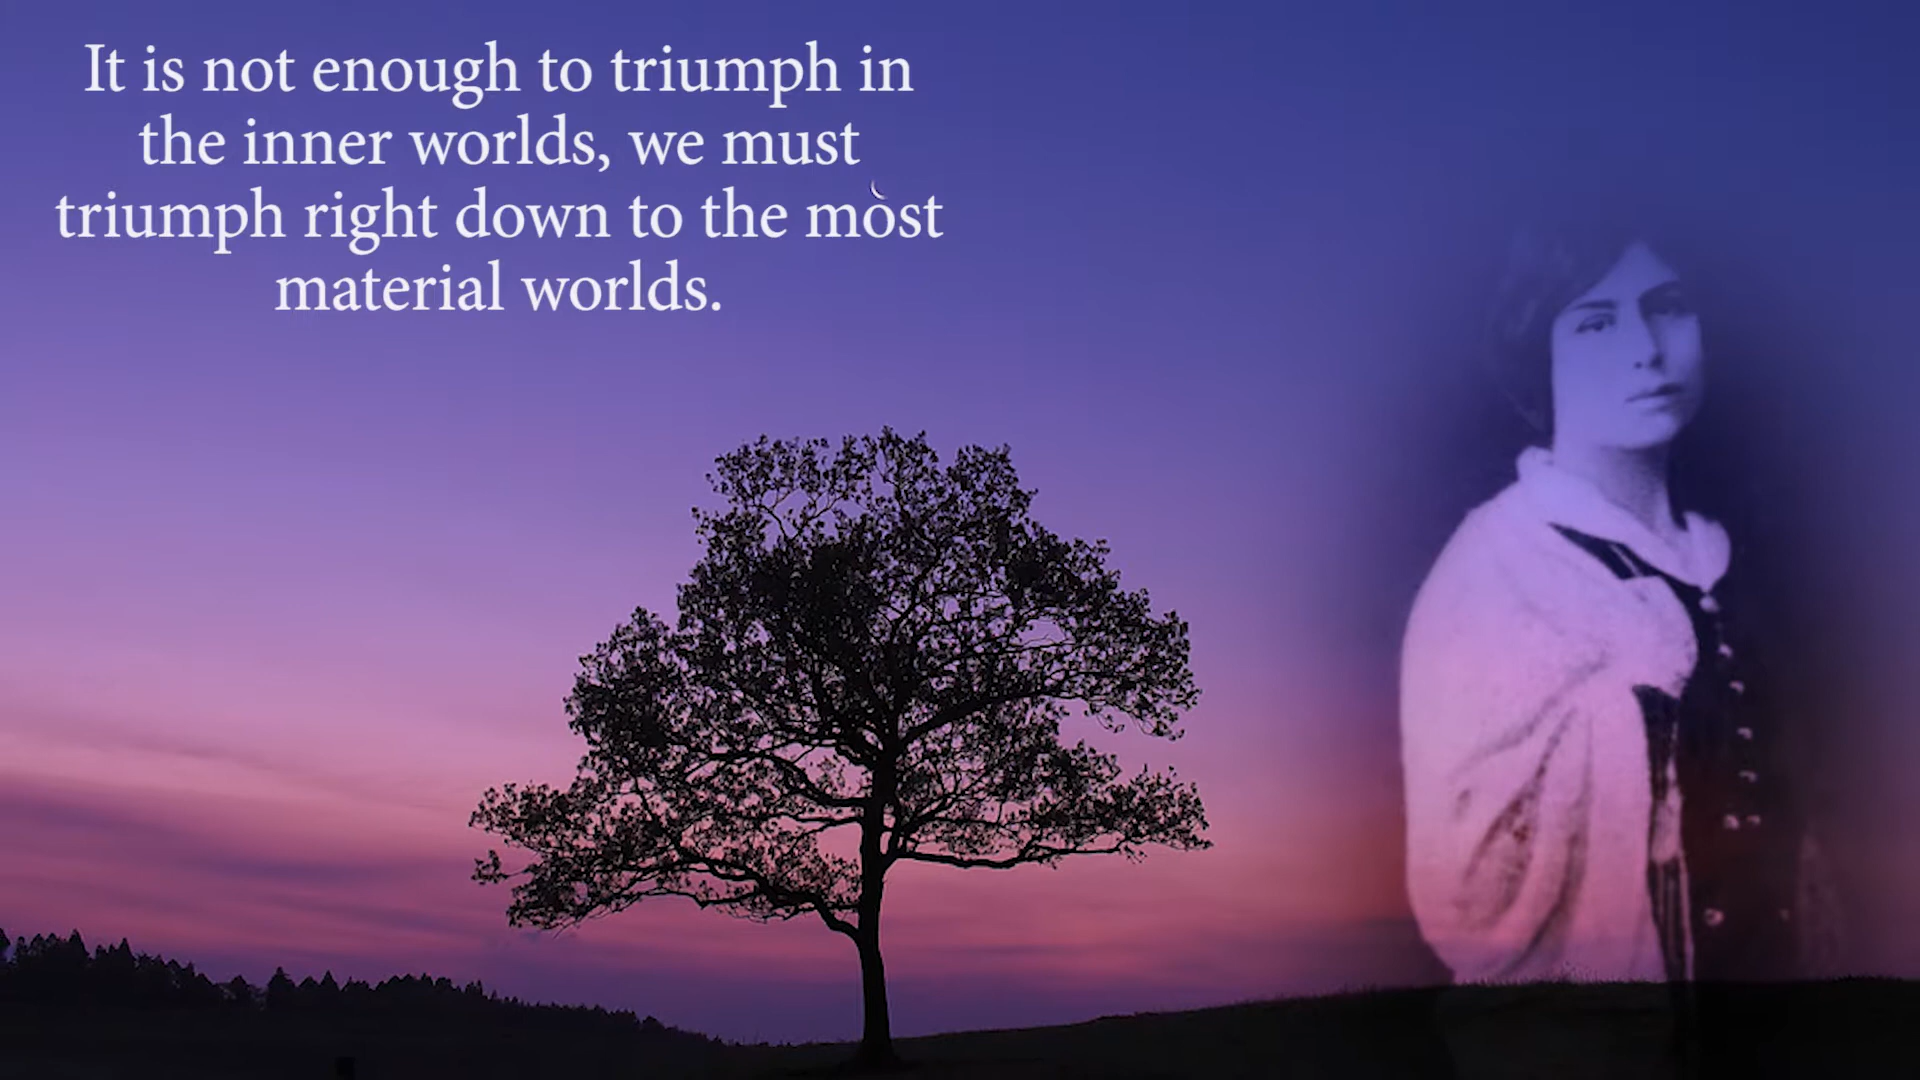 It is not enough to triumph in
the inner worlds, we must
triumph right down to the most
material worlds.